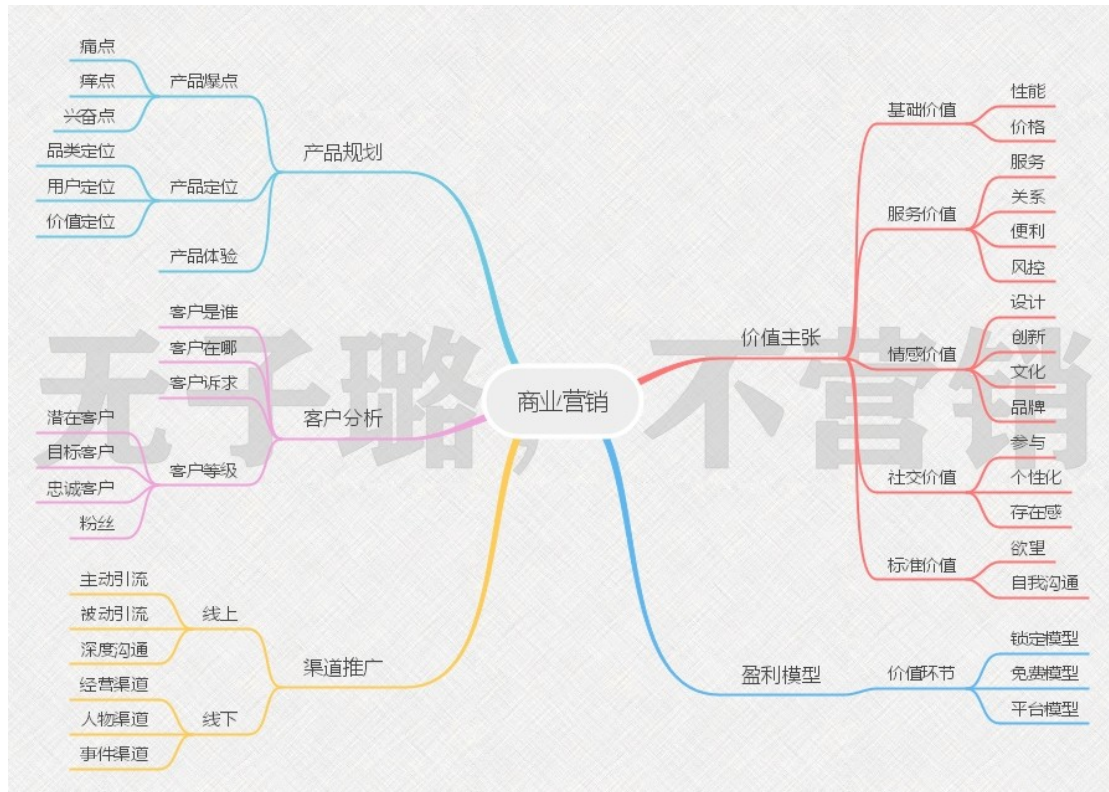 商业营销
产品规划
产品爆点
痛点
痒点
兴奋点
产品定位
品类定位
用户定位
价值定位
产品体验
客户分析
客户是谁
客户在哪
客户诉求
客户等级
潜在客户
目标客户
忠诚客户
粉丝
渠道推广
线上
主动引流
被动引流
深度沟通
线下
经营渠道
人物渠道
事件渠道
价值主张
基础价值
性能
价格
服务价值
服务
关系
便利
风控
情感价值
设计
创新
文化
品牌
社交价值
参与
个性化
存在感
标准价值
欲望
自我沟通
盈利模型
价值环节
锁定模型
免费模型
平台模型
无子璐，不营销